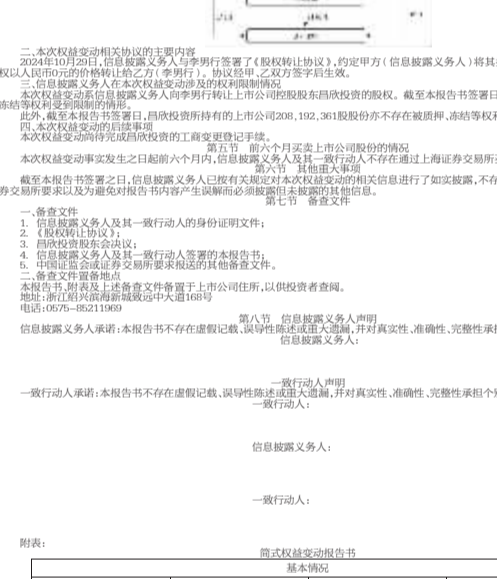 二、本次权益变动相关协议的主要内容
2024年10月29日,信息披露义务人与李男行签署了《股权转让协议》,约定甲方(信息披露义务人)将其
权以人民币0元的价格转让给乙方(李男行)。协议经甲、乙双方签字后生效。
三、信息披露义务人在本次权益变动涉及的权利限制情况
本次权益变动系信息披露义务人向李男行转让上市公司控股股东昌欣投资的股权。截至本报告书签署日
冻结等权利受到限制的情形。
此外,截至本报告书签署日,昌欣投资所持有的上市公司208,192,361股股份亦不存在被质押、冻结等权利
四、本次权益变动的后续事项
本次权益变动尚待完成昌欣投资的工商变更登记手续。
第五节 前六个月买卖上市公司股份的情况
本次权益变动事实发生之日起前六个月内,信息披露义务人及其一致行动人不存在通过上海证券交易所
第六节 其他重大事项
截至本报告书签署之日,信息披露义务人已按有关规定对本次权益变动的相关信息进行了如实披露,不存
券交易所要求以及为避免对报告书内容产生误解而必须披露但未披露的其他信息。
第七节 备查文件
一、备查文件
1. 信息披露义务人及其一致行动人的身份证明文件;
2. 《股权转让协议》;
3. 昌欣投资股东会决议;
4. 信息披露义务人及其一致行动人签署的本报告书;
5. 中国证监会或证券交易所要求报送的其他备查文件。
二、备查文件置备地点
本报告书、附表及上述备查文件备置于上市公司住所,以供投资者查阅。
地址:浙江绍兴滨海新城致远中大道168号
电话:0575-85211969
第八节 信息披露义务人声明
信息披露义务人承诺:本报告书不存在虚假记载、误导性陈述或重大遗漏,并对真实性、准确性、完整性承担
信息披露义务人:
一致行动人声明
一致行动人承诺:本报告书不存在虚假记载、误导性陈述或重大遗漏,并对真实性、准确性、完整性承担个别
一致行动人:
信息披露义务人:
一致行动人:
附表:
简式权益变动报告书
基本情况